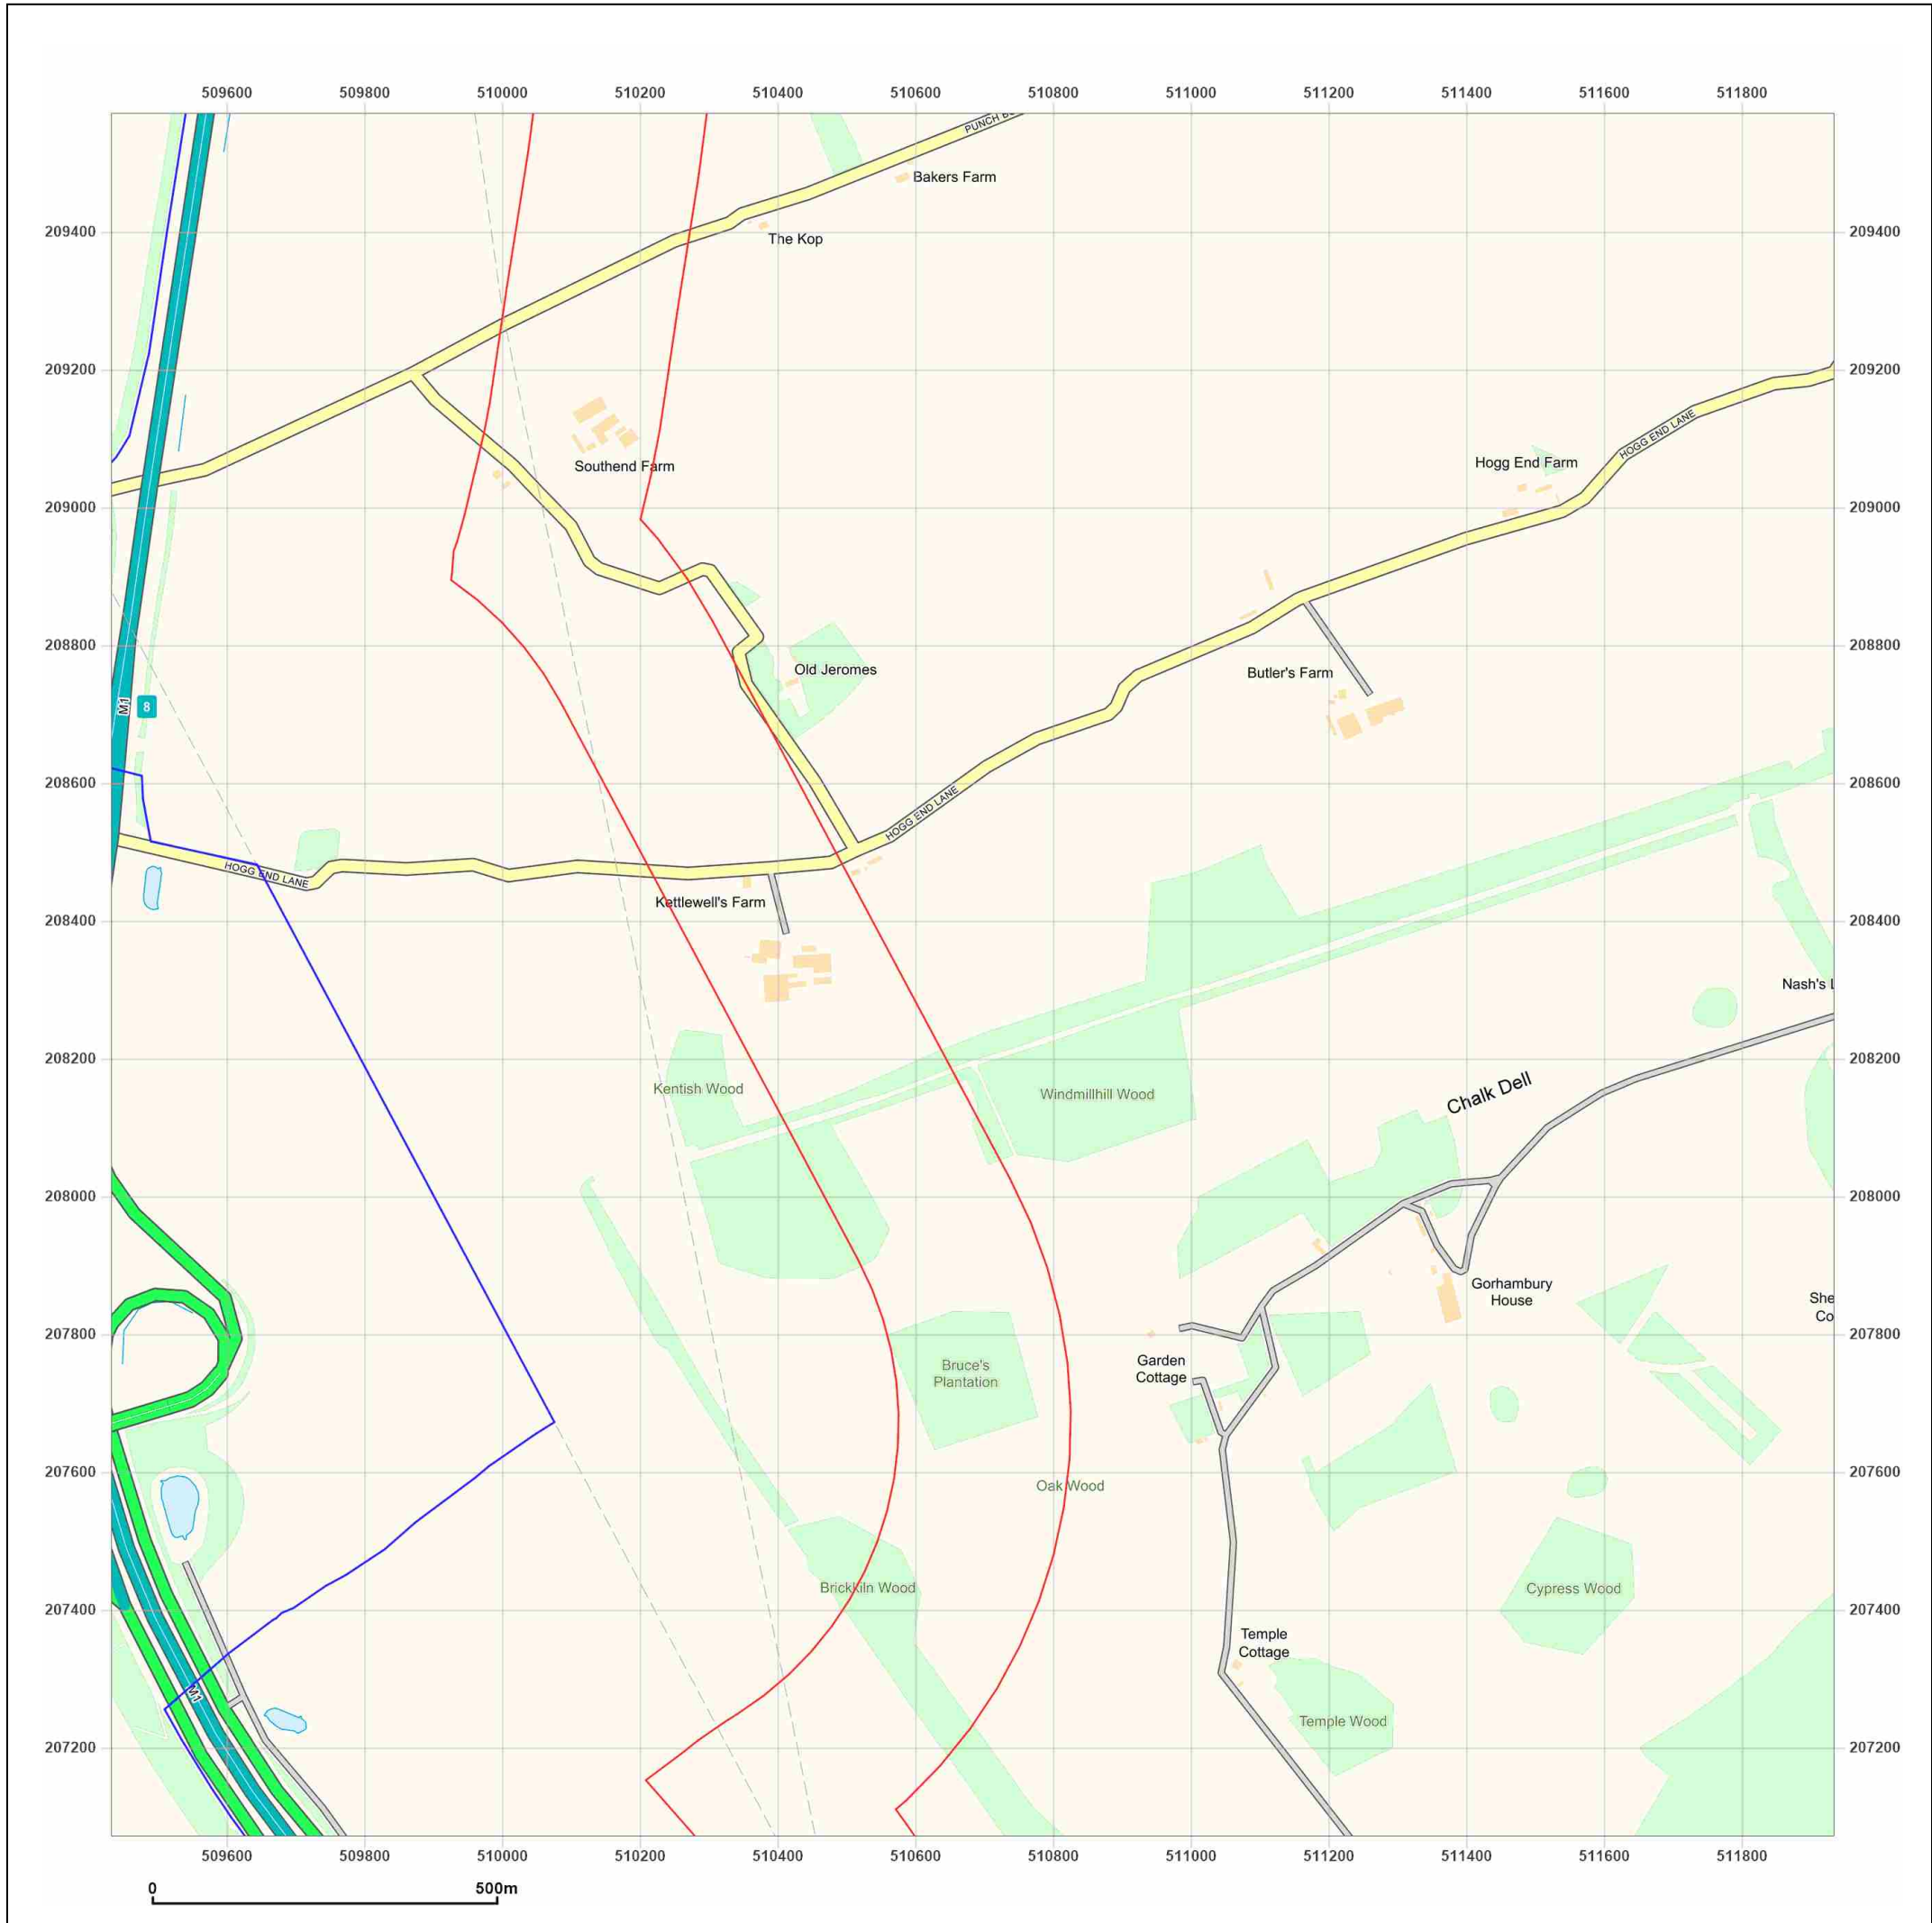 509600 509800 510000 510200 510400 510600 510800 511000 511200 511400 511600 511800
PUNCH B
Bakers Farm
209400 209400
The Kop
209200 209200
HOGG END LANE
Southend Farm
Hogg End Farm
209000 209000
208800 208800
Old Jeromes
Butler's Farm
M1
8
208600 208600
HOGG END LANE
HOGG END LANE
Kettlewell's Farm
208400 208400
Nash's L
208200 208200
Kentish Wood
Windmillhill Wood
Chalk Dell
208000 208000
Gorhambury
House
She
Co
207800 207800
Garden
Cottage
Bruce's
Plantation
207600 207600
Oak Wood
Brickkiln Wood
Cypress Wood
207400 207400
Temple
Cottage
M1
Temple Wood
207200 207200
509600 509800 510000 510200 510400 510600 510800 511000 511200 511400 511600 511800
0 500m